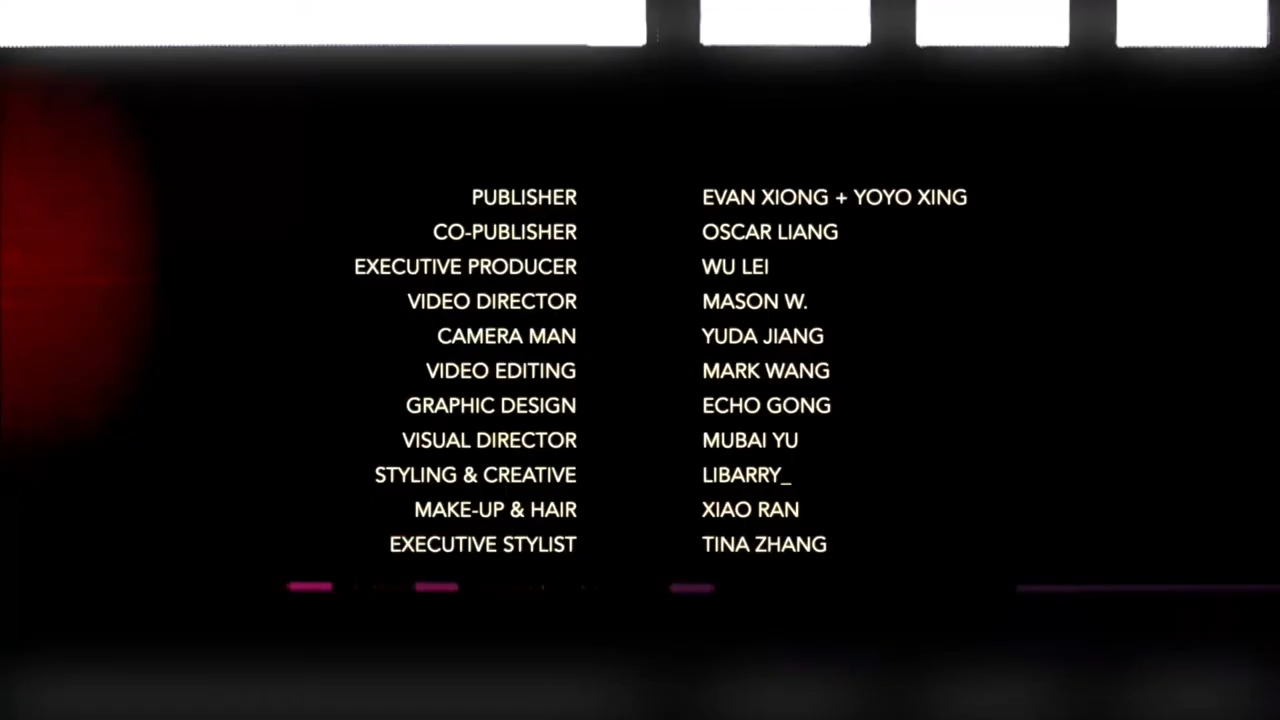 PUBLISHER EVAN XIONG + YOYO XING
CO-PUBLISHER OSCAR LIANG
EXECUTIVE PRODUCER WU LEI
VIDEO DIRECTOR MASON W.
CAMERA MAN YUDA JIANG
VIDEO EDITING MARK WANG
GRAPHIC DESIGN ECHO GONG
VISUAL DIRECTOR MUBAI YU
STYLING & CREATIVE LIBARRY_
MAKE-UP & HAIR XIAO RAN
EXECUTIVE STYLIST TINA ZHANG